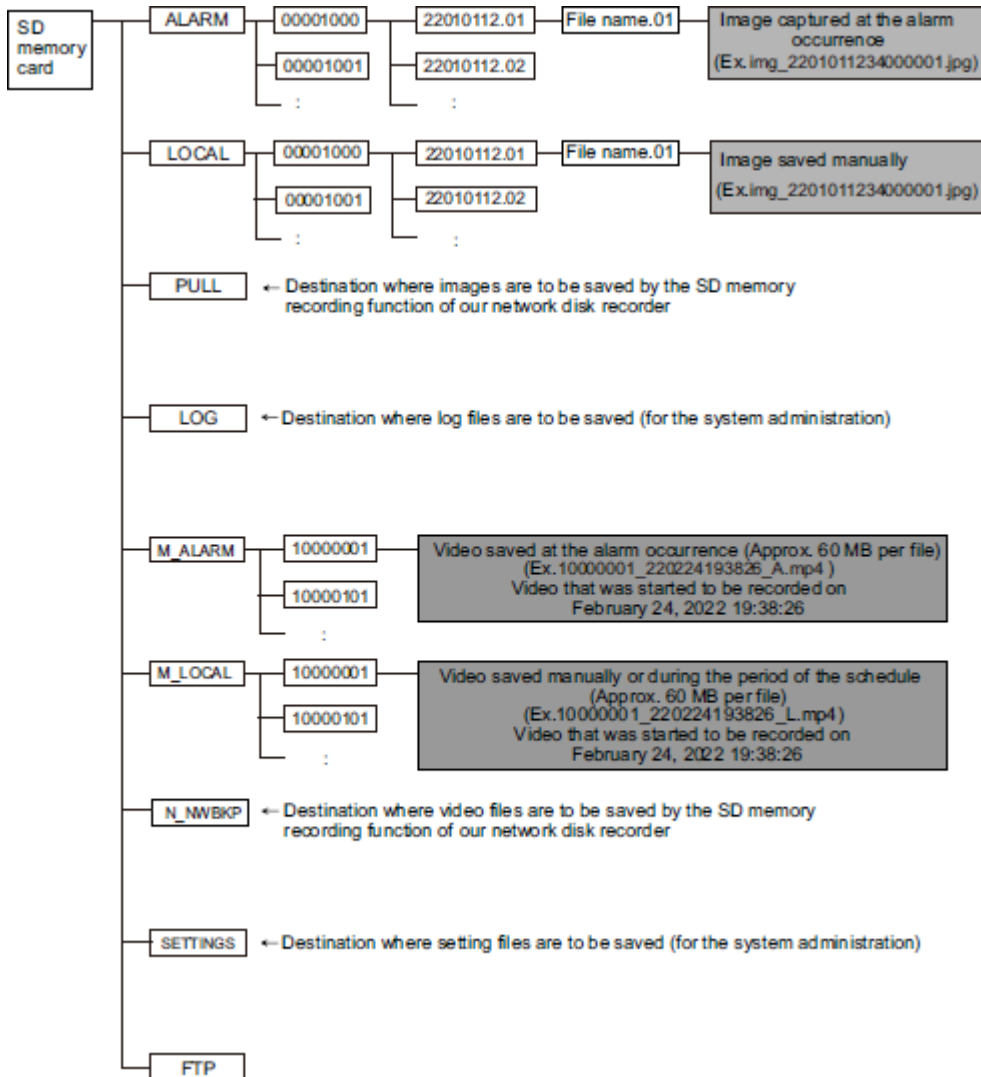 SD
memory
card
ALARM
00001000
22010112.01
File name.01
Image captured at the alarm
occurrence
(Ex.img_2201011234000001.jpg)
00001001
22010112.02
:
:
LOCAL
00001000
22010112.01
File name.01
Image saved manually
(Ex.img_2201011234000001.jpg)
00001001
22010112.02
:
:
PULL
← Destination where images are to be saved by the SD memory
recording function of our network disk recorder
LOG
← Destination where log files are to be saved (for the system administration)
M_ALARM
10000001
Video saved at the alarm occurrence (Approx. 60 MB per file)
(Ex.10000001_220224193826_A.mp4 )
Video that was started to be recorded on
February 24, 2022 19:38:26
10000101
:
M_LOCAL
10000001
Video saved manually or during the period of the schedule
(Approx. 60 MB per file)
(Ex.10000001_220224193826_L.mp4)
Video that was started to be recorded on
February 24, 2022 19:38:26
10000101
:
N_NWBKP
← Destination where video files are to be saved by the SD memory
recording function of our network disk recorder
SETTINGS
← Destination where setting files are to be saved (for the system administration)
FTP